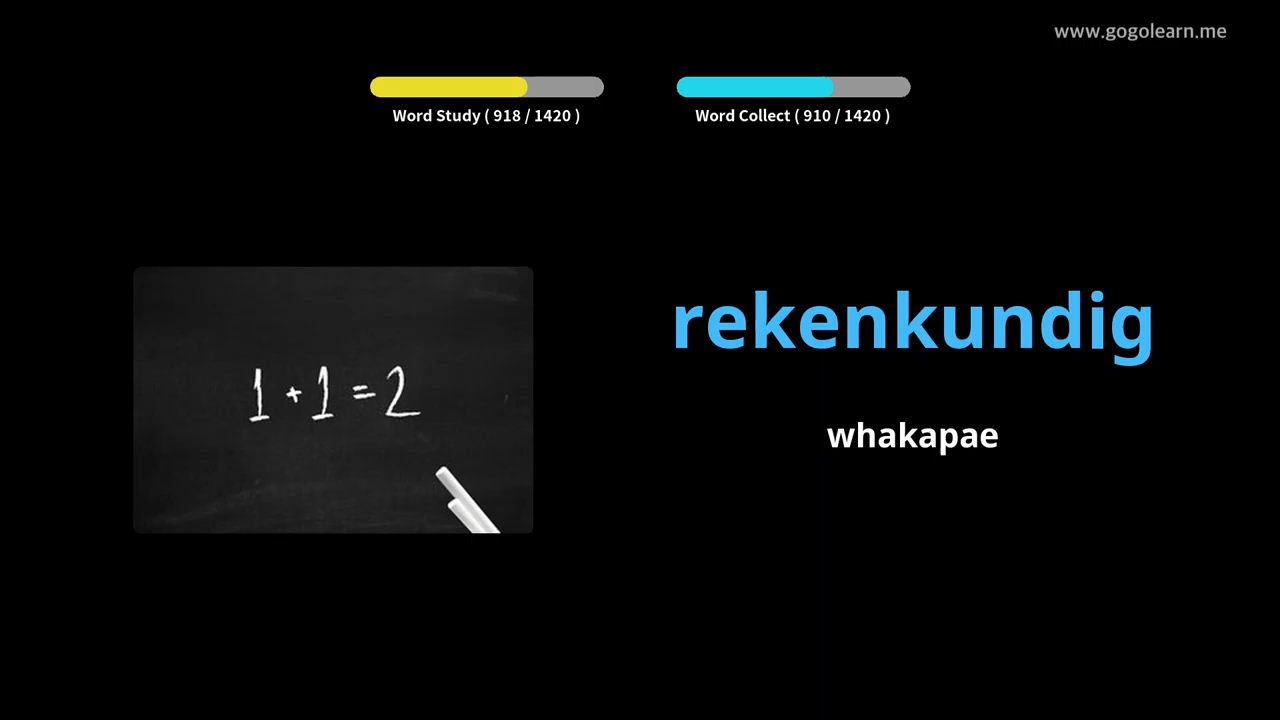 www.gogolearn.me
Word Study ( 918 / 1420 )
Word Collect ( 910 / 1420 )
1 + 1 = 2
rekenkundig
whakapae